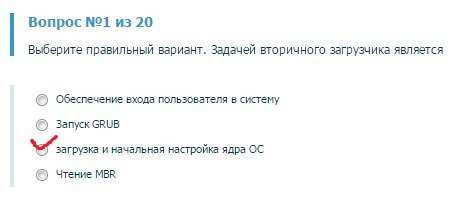 Вопрос №1 из 20
Выберите правильный вариант. Задачей вторичного загрузчика является
Обеспечение входа пользователя в систему
Запуск GRUB
загрузка и начальная настройка ядра ОС
Чтение MBR